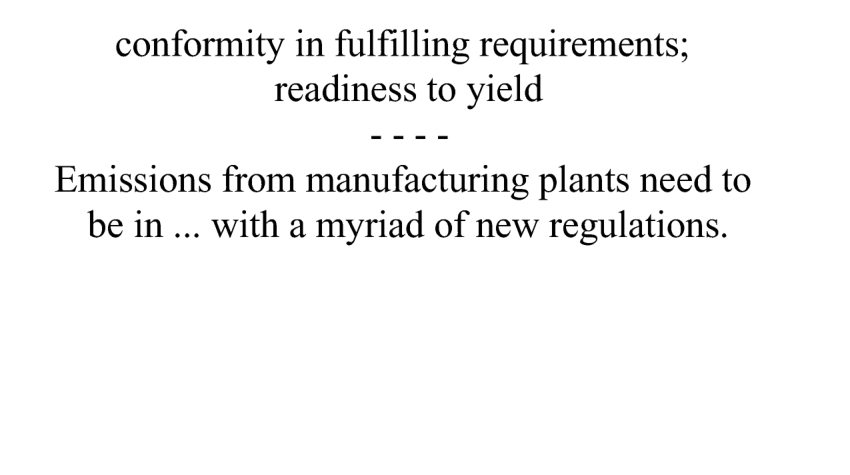 conformity in fulfilling requirements;
readiness to yield
- - - -
Emissions from manufacturing plants need to
be in ... with a myriad of new regulations.